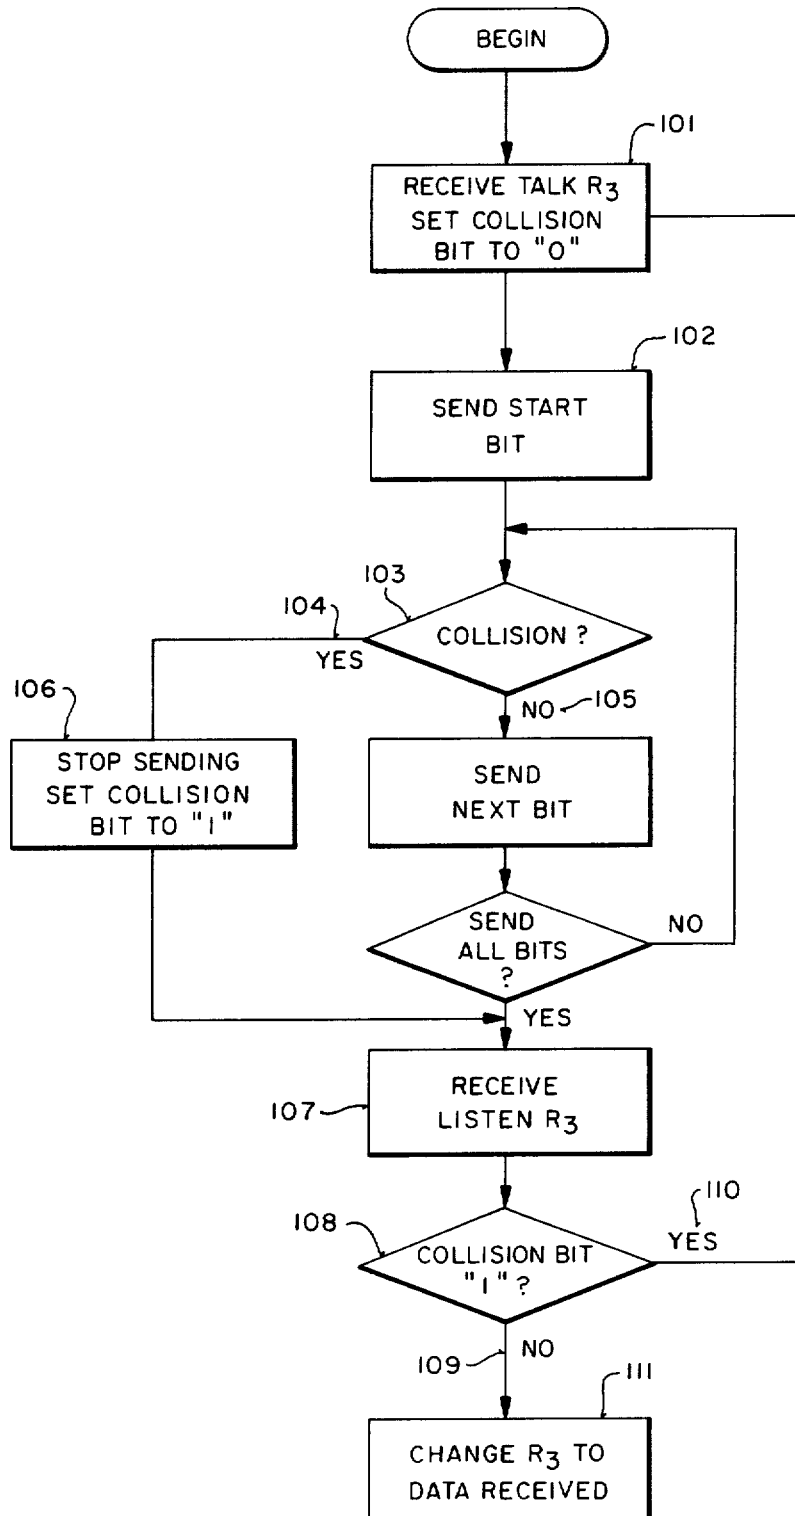 BEGIN
101
RECEIVE TALK R3
SET COLLISION
BIT TO "0"
102
SEND START
BIT
103
COLLISION ?
104
YES
NO
105
106
STOP SENDING
SET COLLISION
BIT TO "1"
SEND
NEXT BIT
SEND
ALL BITS
?
NO
YES
107
RECEIVE
LISTEN R3
108
COLLISION BIT
"1" ?
110
YES
109
NO
111
CHANGE R3 TO
DATA RECEIVED